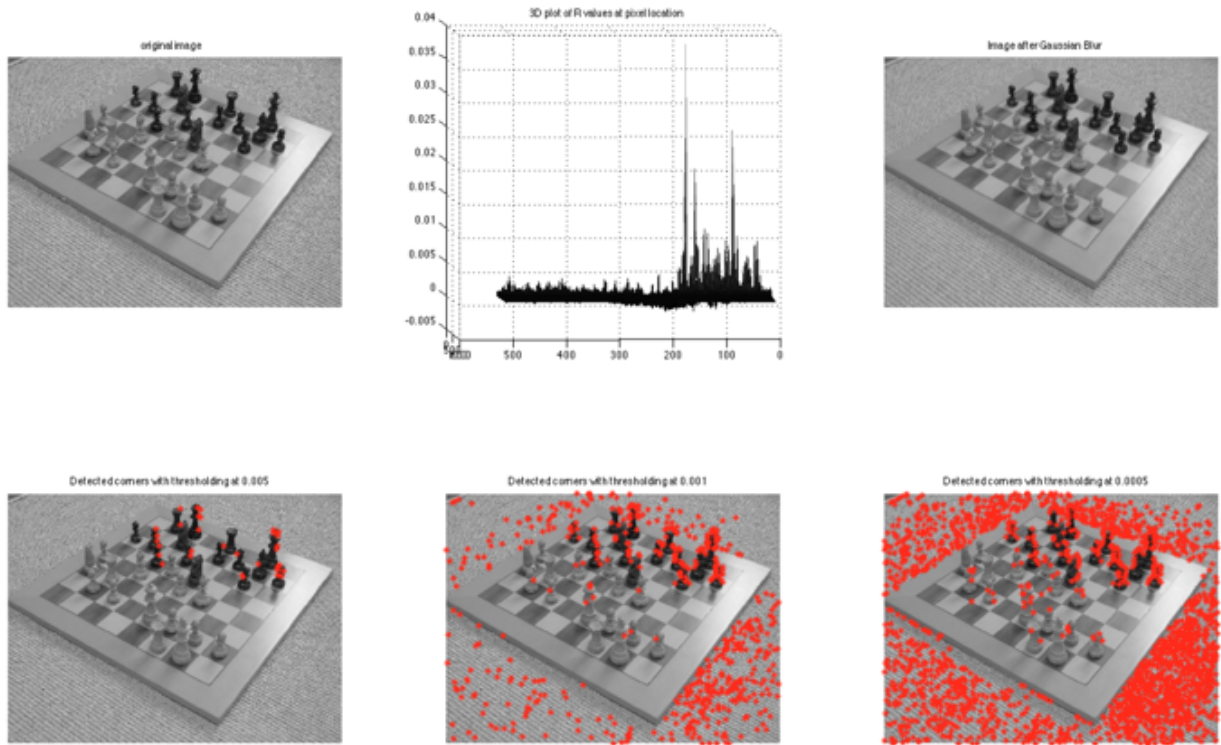 3D plot of R values at pixel location
original image
Image after Gaussian Blur
0.04
0.035
0.03
0.025
0.02
0.015
0.01
0.005
0
-0.005
500 400 300 200 100 0
Detected corners with thresholding at 0.005
Detected corners with thresholding at 0.001
Detected corners with thresholding at 0.0005